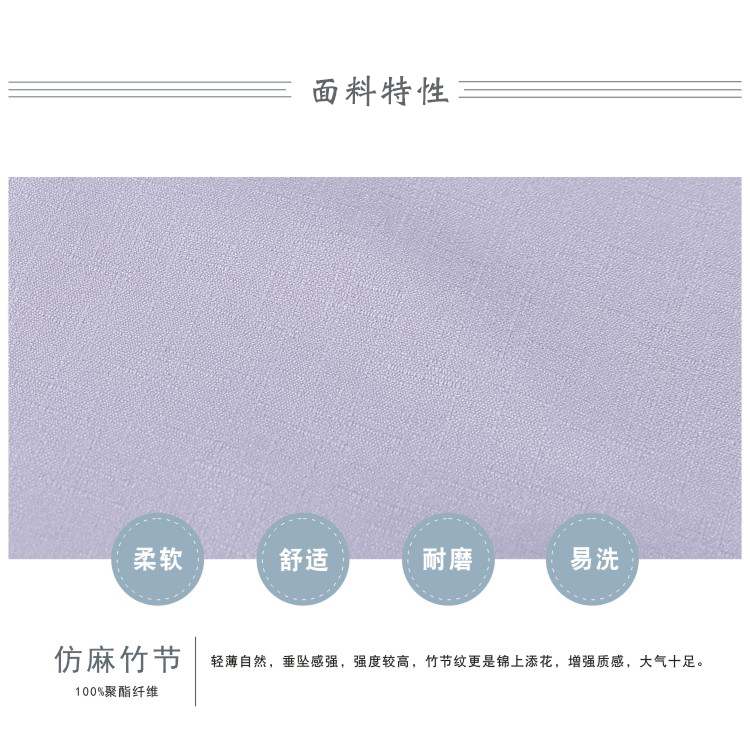 面料特性
柔软
舒适
耐磨
易洗
仿麻竹节
100%聚酯纤维
轻薄自然，垂坠感强，强度较高，竹节纹更是锦上添花，增强质感，大气十足。